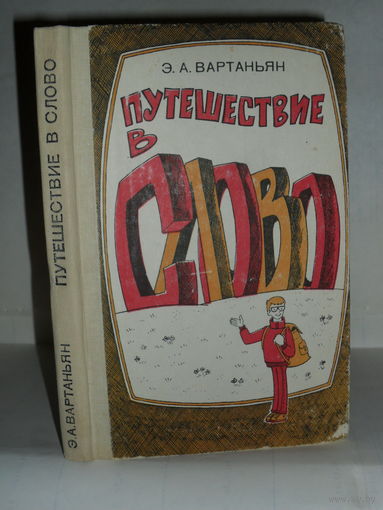 Э. А. ВАРТАНЬЯН
ПУТЕШЕСТВИЕ
В
СЛОВО
Э.А.ВАРТАНЬЯН ПУТЕШЕСТВИЕ В СЛОВО